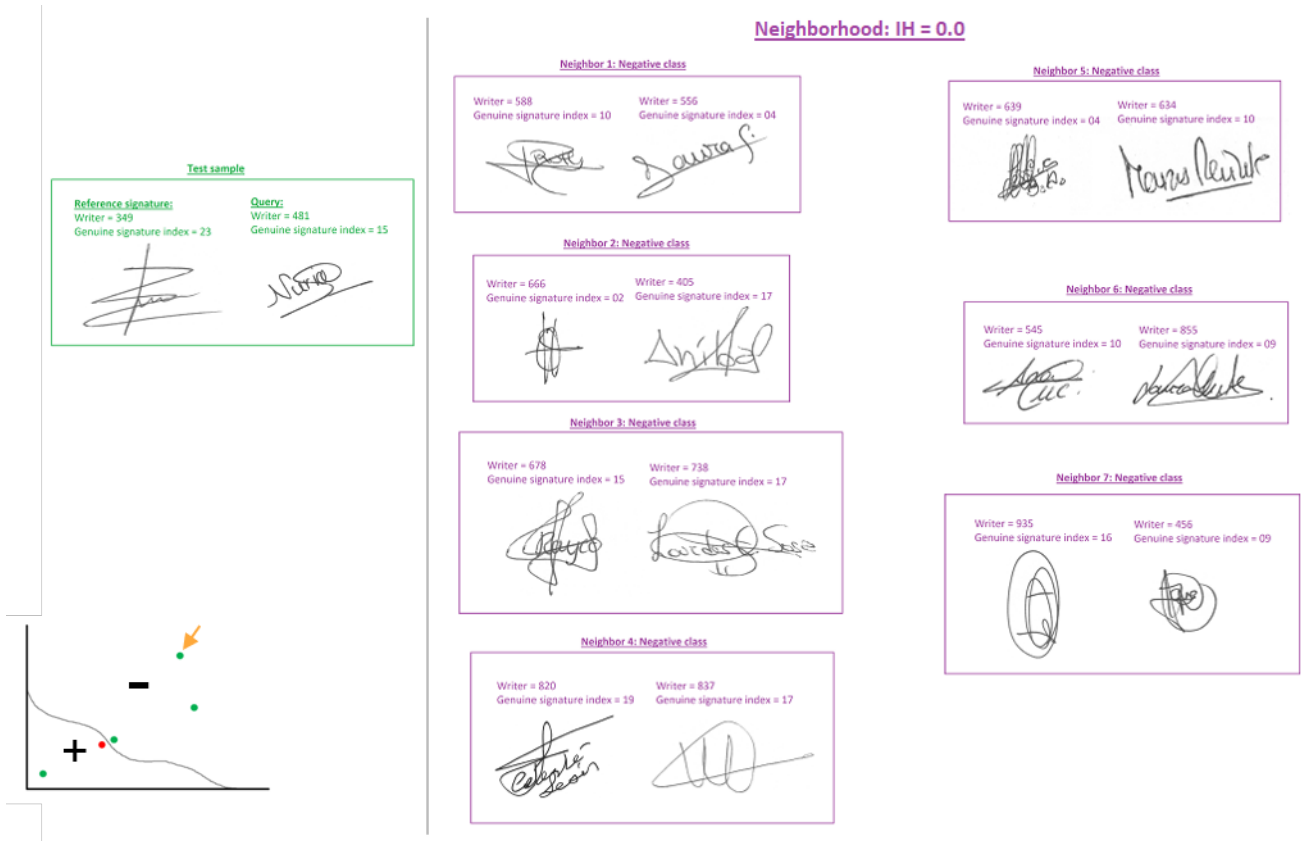 Neighborhood: IH = 0.0
Test sample
Reference signature:
Writer = 349
Genuine signature index = 23
Query:
Writer = 481
Genuine signature index = 15
Neighbor 1: Negative class
Writer = 588
Genuine signature index = 10
Writer = 556
Genuine signature index = 04
Neighbor 2: Negative class
Writer = 666
Genuine signature index = 02
Writer = 405
Genuine signature index = 17
Neighbor 3: Negative class
Writer = 678
Genuine signature index = 15
Writer = 738
Genuine signature index = 17
Neighbor 4: Negative class
Writer = 820
Genuine signature index = 19
Writer = 837
Genuine signature index = 17
Neighbor 5: Negative class
Writer = 639
Genuine signature index = 04
Writer = 634
Genuine signature index = 10
Neighbor 6: Negative class
Writer = 545
Genuine signature index = 10
Writer = 855
Genuine signature index = 09
Neighbor 7: Negative class
Writer = 935
Genuine signature index = 16
Writer = 456
Genuine signature index = 09
−
+